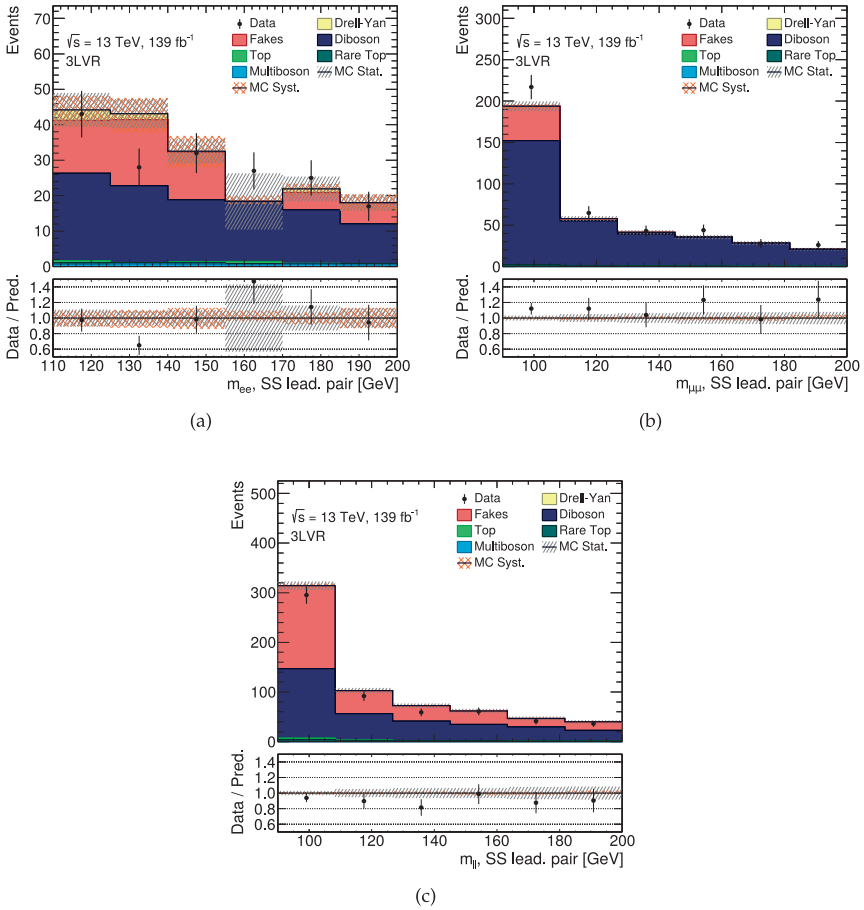 Events
70
60
50
40
30
20
10
0
√s = 13 TeV, 139 fb⁻¹
3LVR
Data
Fakes
Top
Multiboson
MC Syst.
Drell-Yan
Diboson
Rare Top
MC Stat.
Data / Pred.
1.4
1.2
1.0
0.8
0.6
110 120 130 140 150 160 170 180 190 200
m_ee, SS lead. pair [GeV]
(a)
Events
300
250
200
150
100
50
0
√s = 13 TeV, 139 fb⁻¹
3LVR
Data
Fakes
Top
Multiboson
MC Syst.
Drell-Yan
Diboson
Rare Top
MC Stat.
Data / Pred.
1.4
1.2
1.0
0.8
0.6
100 120 140 160 180 200
m_μμ, SS lead. pair [GeV]
(b)
Events
500
400
300
200
100
0
√s = 13 TeV, 139 fb⁻¹
3LVR
Data
Fakes
Top
Multiboson
MC Syst.
Drell-Yan
Diboson
Rare Top
MC Stat.
Data / Pred.
1.4
1.2
1.0
0.8
0.6
100 120 140 160 180 200
m_ll, SS lead. pair [GeV]
(c)